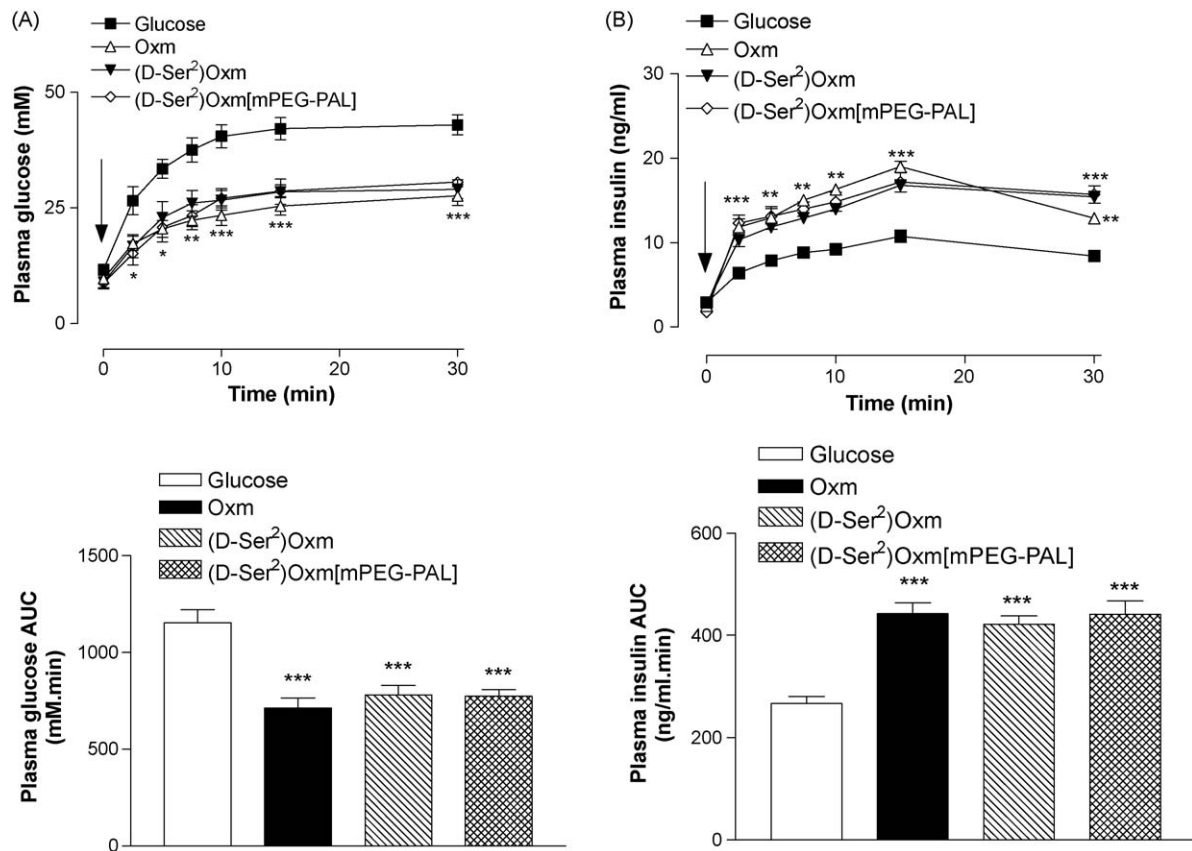 (A)
Glucose
Oxm
(D-Ser²)Oxm
(D-Ser²)Oxm[mPEG-PAL]
Plasma glucose (mM)
50
25
0
*
*
**
***
***
***
0
10
20
30
Time (min)
(B)
Glucose
Oxm
(D-Ser²)Oxm
(D-Ser²)Oxm[mPEG-PAL]
Plasma insulin (ng/ml)
30
20
10
0
***
**
**
**
***
***
**
0
10
20
30
Time (min)
Glucose
Oxm
(D-Ser²)Oxm
(D-Ser²)Oxm[mPEG-PAL]
Plasma glucose AUC
(mM.min)
1500
1000
500
0
***
***
***
Glucose
Oxm
(D-Ser²)Oxm
(D-Ser²)Oxm[mPEG-PAL]
Plasma insulin AUC
(ng/ml.min)
600
400
200
0
***
***
***